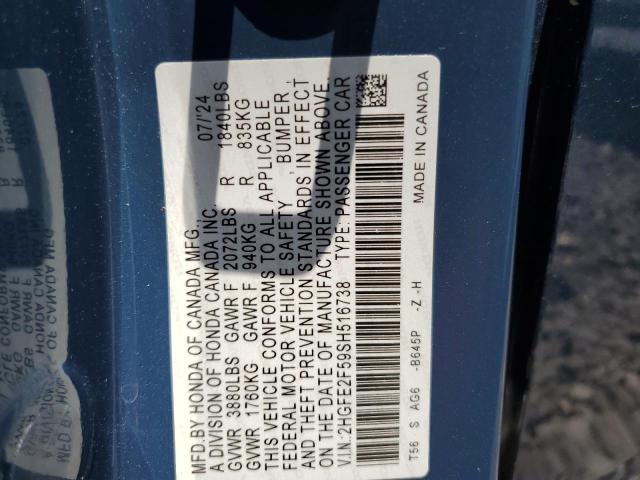 MFD.BY HONDA OF CANADA MFG. 07/'24
A DIVISION OF HONDA CANADA INC.
GVWR 3880LBS GAWR F 2072LBS R 1840LBS
GVWR 1760KG GAWR F 940KG R 835KG
THIS VEHICLE CONFORMS TO ALL APPLICABLE
FEDERAL MOTOR VEHICLE SAFETY , BUMPER ,
AND THEFT PREVENTION STANDARDS IN EFFECT
ON THE DATE OF MANUFACTURE SHOWN ABOVE.
V.I.N.:2HGFE2F59SH516738 TYPE: PASSENGER CAR
T56 S AG6 -B645P -Z -H MADE IN CANADA